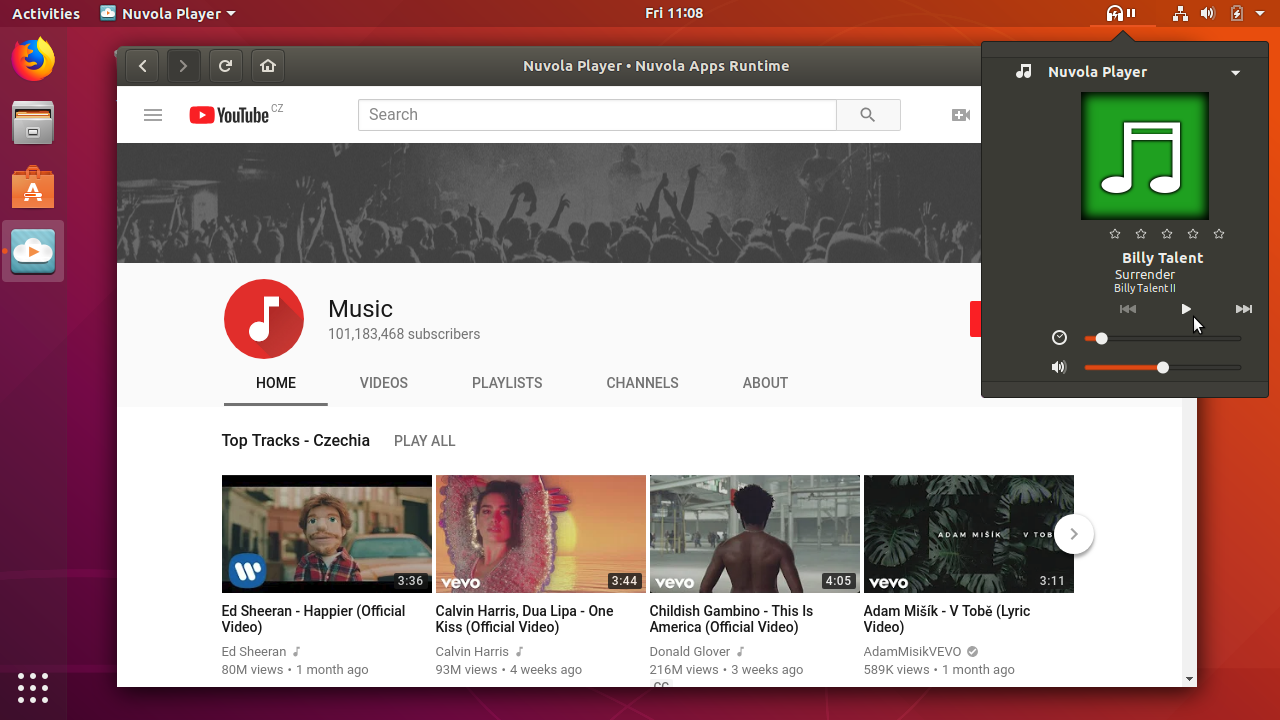 Activities
Nuvola Player
Fri 11:08
Nuvola Player • Nuvola Apps Runtime
YouTube CZ
Search
Music
101,183,468 subscribers
HOME
VIDEOS
PLAYLISTS
CHANNELS
ABOUT
Top Tracks - Czechia
PLAY ALL
3:36
vevo 3:44
vevo 4:05
ADAM MIŠÍK V TOB
vevo 3:11
Ed Sheeran - Happier (Official
Video)
Ed Sheeran
80M views • 1 month ago
Calvin Harris, Dua Lipa - One
Kiss (Official Video)
Calvin Harris
93M views • 4 weeks ago
Childish Gambino - This Is
America (Official Video)
Donald Glover
216M views • 3 weeks ago
CC
Adam Mišík - V Tobě (Lyric
Video)
AdamMisikVEVO
589K views • 1 month ago
Nuvola Player
Billy Talent
Surrender
Billy Talent II